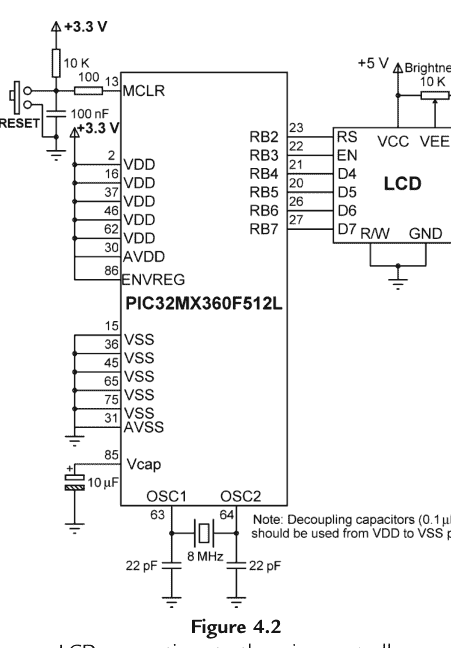 +3.3 V
10 K
100
13
MCLR
RESET
100 nF
+3.3 V
2 VDD
16 VDD
37 VDD
46 VDD
62 VDD
30 AVDD
86 ENVREG
PIC32MX360F512L
15 VSS
36 VSS
45 VSS
65 VSS
75 VSS
31 AVSS
85 Vcap
+
10 µF
OSC1 OSC2
63 64
8 MHz
22 pF 22 pF
RB2 23 RS
RB3 22 EN
RB4 21 D4
RB5 20 D5
RB6 26 D6
RB7 27 D7
+5 V
10 K
VCC VEE
LCD
R/W GND
Note: Decoupling capacitors (0.1
should be used from VDD to VSS
Figure 4.2